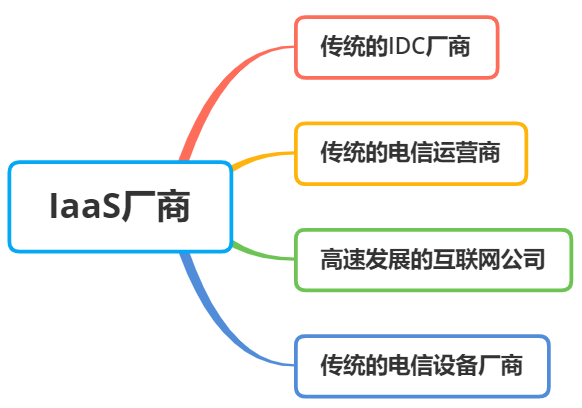 传统的IDC厂商
传统的电信运营商
IaaS厂商
高速发展的互联网公司
传统的电信设备厂商